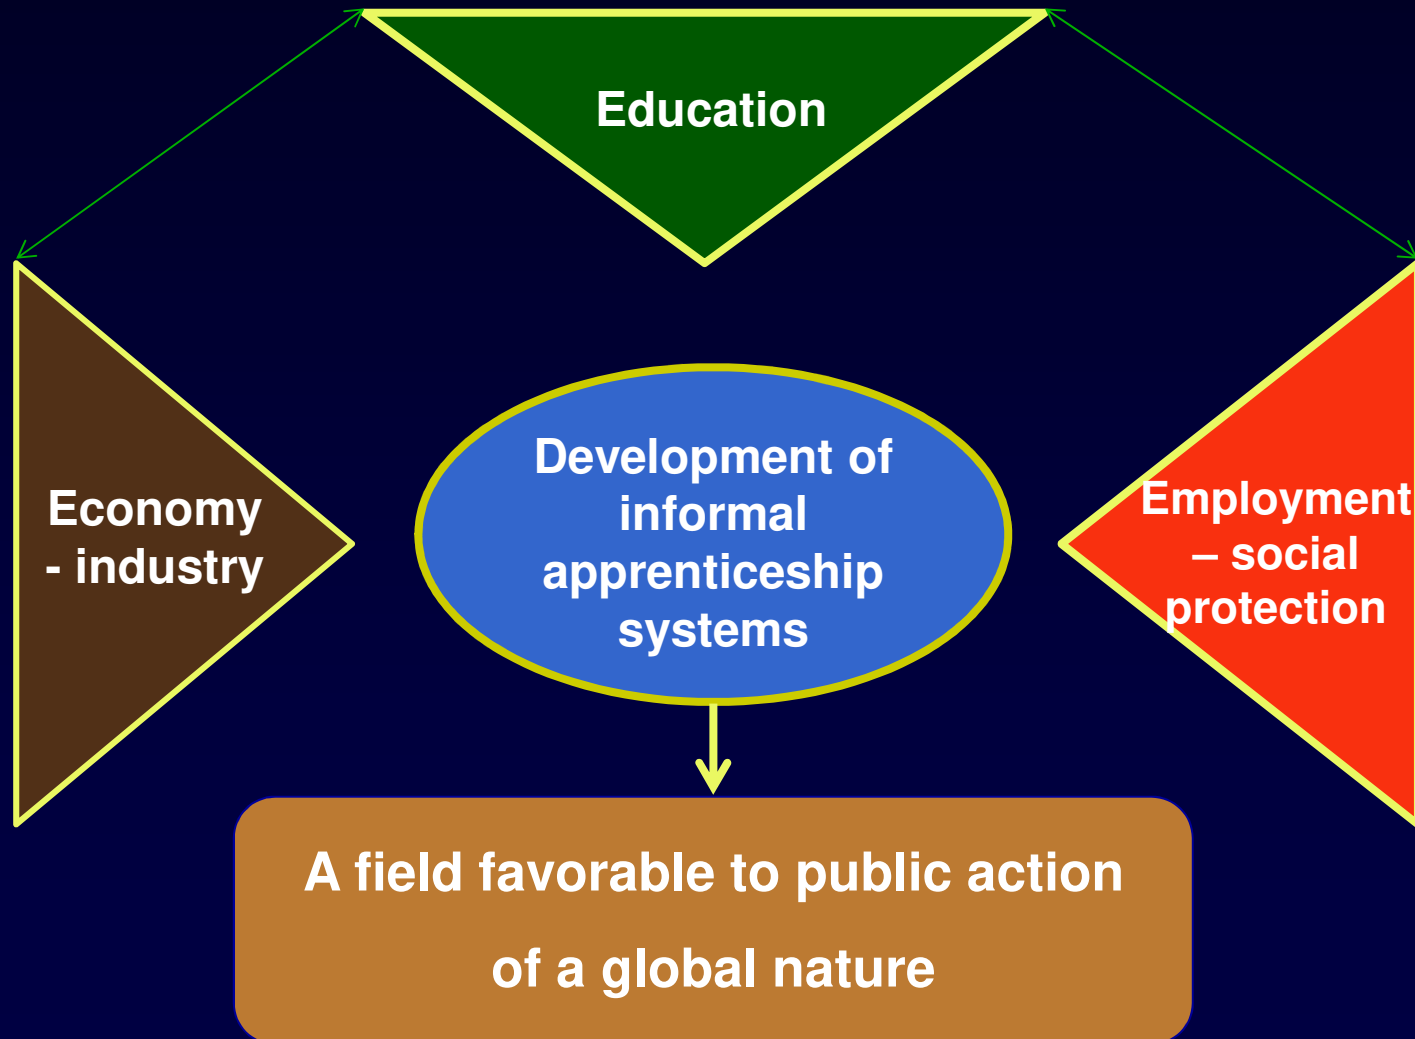 Education
Economy
- industry
Development of
informal
apprenticeship
systems
Employment
– social
protection
A field favorable to public action
of a global nature